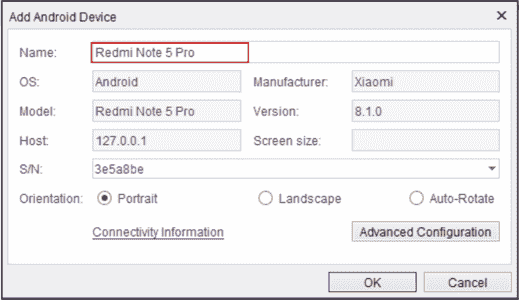 Add Android Device
Name: Redmi Note 5 Pro
OS: Android Manufacturer: Xiaomi
Model: Redmi Note 5 Pro Version: 8.1.0
Host: 127.0.0.1 Screen size:
S/N: 3e5a8be
Orientation: Portrait Landscape Auto-Rotate
Connectivity Information Advanced Configuration
OK Cancel